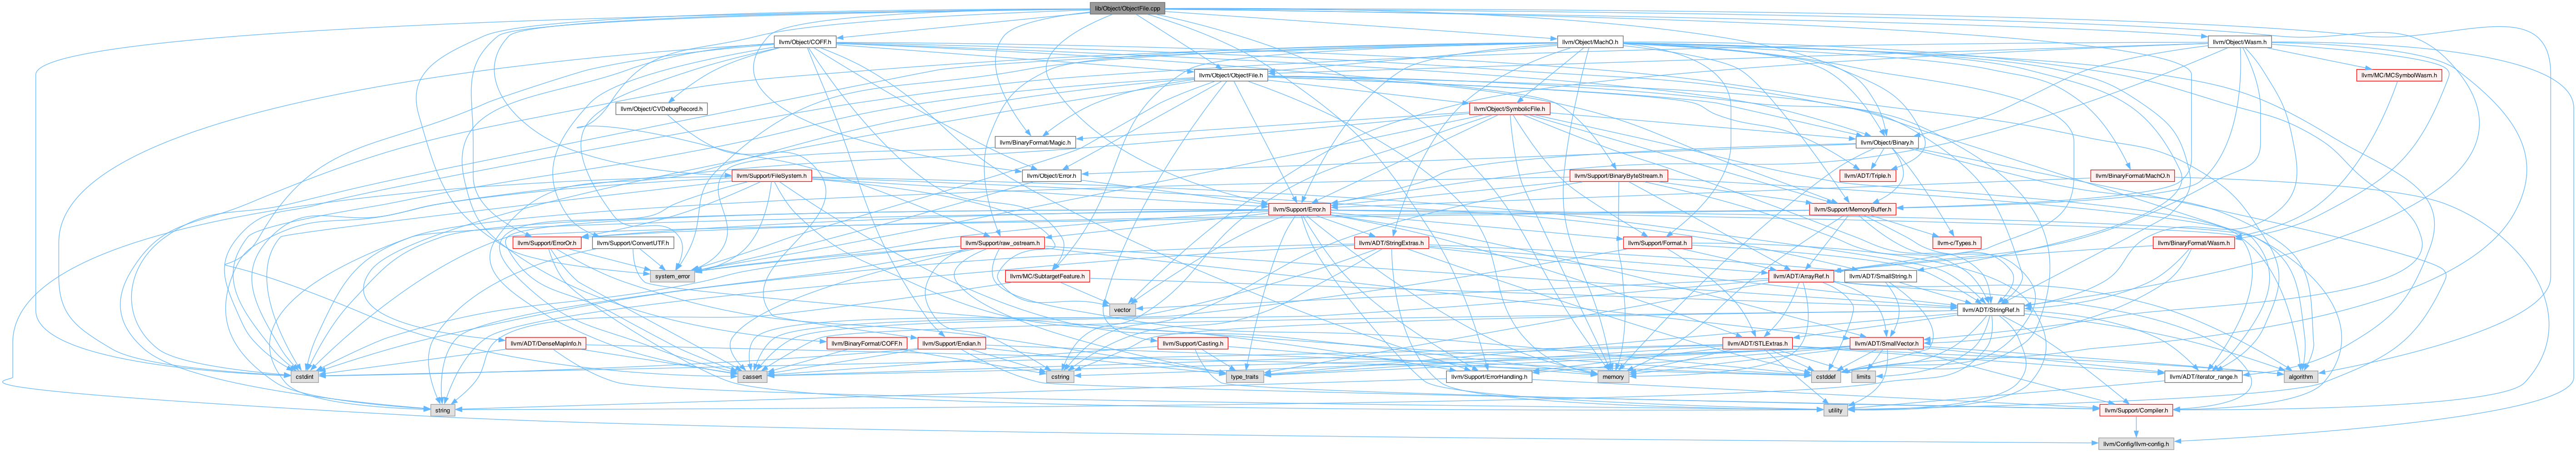 lib/Object/ObjectFile.cpp
llvm/Object/COFF.h
llvm/Object/MachO.h
llvm/Object/Wasm.h
llvm/Object/ObjectFile.h
llvm/MC/MCSymbolWasm.h
llvm/Object/CVDebugRecord.h
llvm/Object/SymbolicFile.h
llvm/BinaryFormat/Magic.h
llvm/Object/Binary.h
llvm/Support/FileSystem.h
llvm/Object/Error.h
llvm/Support/BinaryByteStream.h
llvm/ADT/Triple.h
llvm/BinaryFormat/MachO.h
llvm/Support/Error.h
llvm/Support/MemoryBuffer.h
llvm/Support/ErrorOr.h
llvm/Support/ConvertUTF.h
llvm/Support/raw_ostream.h
llvm/ADT/StringExtras.h
llvm/Support/Format.h
llvm-c/Types.h
llvm/BinaryFormat/Wasm.h
system_error
llvm/MC/SubtargetFeature.h
llvm/ADT/ArrayRef.h
llvm/ADT/SmallString.h
vector
llvm/ADT/StringRef.h
llvm/ADT/DenseMapInfo.h
llvm/BinaryFormat/COFF.h
llvm/Support/Endian.h
llvm/Support/Casting.h
llvm/ADT/STLExtras.h
llvm/ADT/SmallVector.h
cstdint
cassert
cstring
type_traits
llvm/Support/ErrorHandling.h
memory
cstddef
limits
llvm/ADT/iterator_range.h
algorithm
string
utility
llvm/Support/Compiler.h
llvm/Config/llvm-config.h